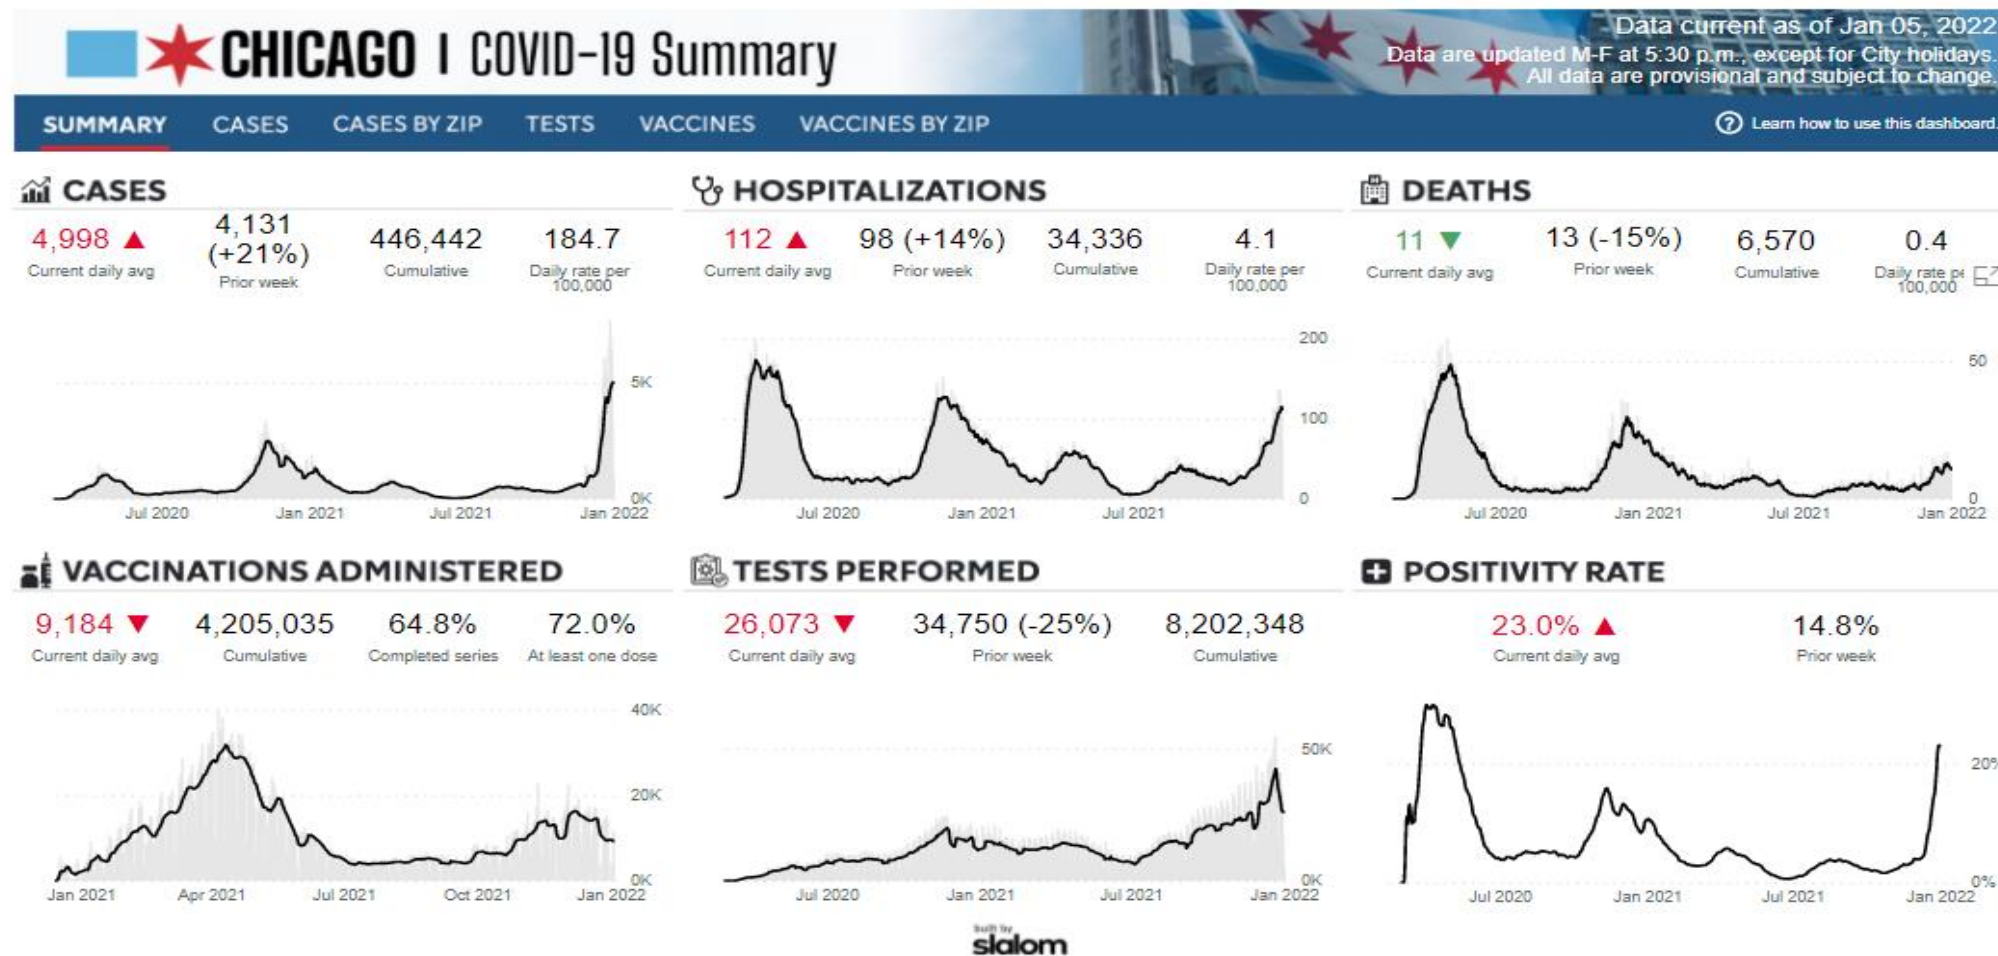 CHICAGO | COVID-19 Summary
Data current as of Jan 05, 2022
Data are updated M-F at 5:30 p.m., except for City holidays.
All data are provisional and subject to change.
SUMMARY CASES CASES BY ZIP TESTS VACCINES VACCINES BY ZIP
? Learn how to use this dashboard.
CASES
4,998 ▲ 4,131 (+21%) 446,442 184.7
Current daily avg Prior week Cumulative Daily rate per 100,000
5K
0K
Jul 2020 Jan 2021 Jul 2021 Jan 2022
HOSPITALIZATIONS
112 ▲ 98 (+14%) 34,336 4.1
Current daily avg Prior week Cumulative Daily rate per 100,000
200
100
0
Jul 2020 Jan 2021 Jul 2021
DEATHS
11 ▼ 13 (-15%) 6,570 0.4
Current daily avg Prior week Cumulative Daily rate pe 100,000
50
0
Jul 2020 Jan 2021 Jul 2021 Jan 2022
VACCINATIONS ADMINISTERED
9,184 ▼ 4,205,035 64.8% 72.0%
Current daily avg Cumulative Completed series At least one dose
40K
20K
0K
Jan 2021 Apr 2021 Jul 2021 Oct 2021 Jan 2022
TESTS PERFORMED
26,073 ▼ 34,750 (-25%) 8,202,348
Current daily avg Prior week Cumulative
50K
0K
Jul 2020 Jan 2021 Jul 2021 Jan 2022
POSITIVITY RATE
23.0% ▲ 14.8%
Current daily avg Prior week
20%
0%
Jul 2020 Jan 2021 Jul 2021 Jan 2022
built by
slalom